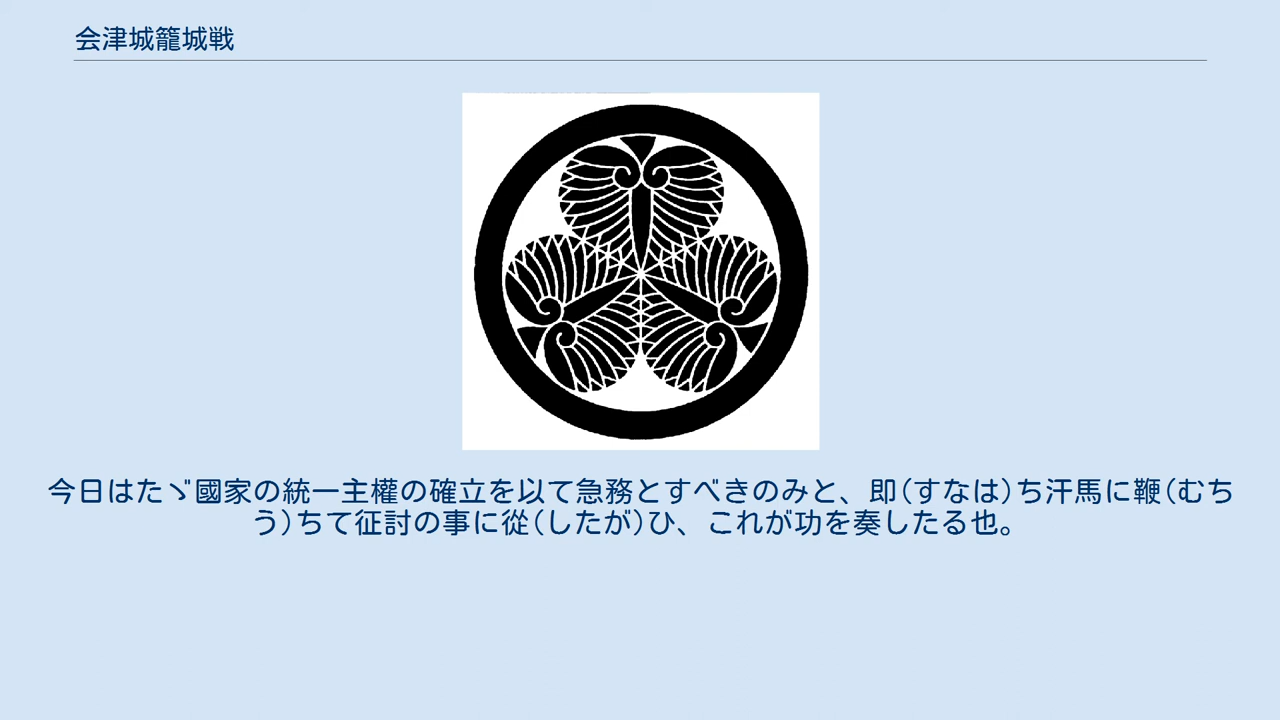 会津城籠城戦
今日はたゞ國家の統一主權の確立を以て急務とすべきのみと、即(すなは)ち汗馬に鞭(むち
う)ちて征討の事に從(したが)ひ、これが功を奏したる也。